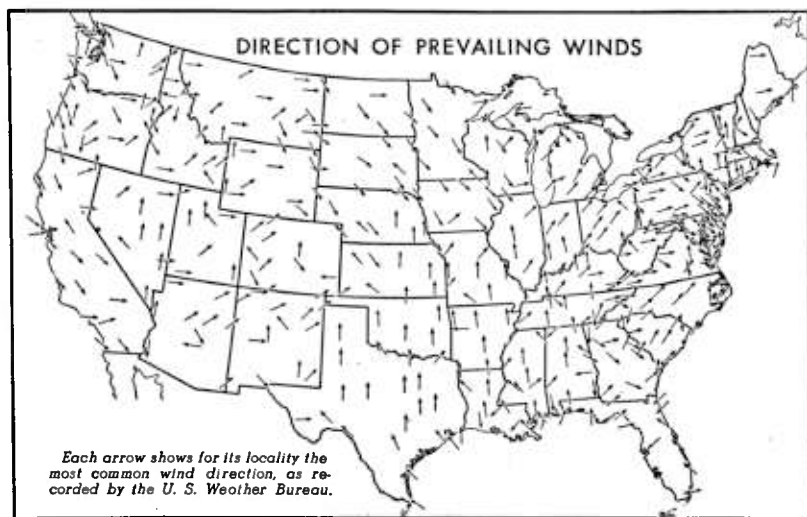 DIRECTION OF PREVAILING WINDS
Each arrow shows for its locality the
most common wind direction, as re-
corded by the U. S. Weather Bureau.